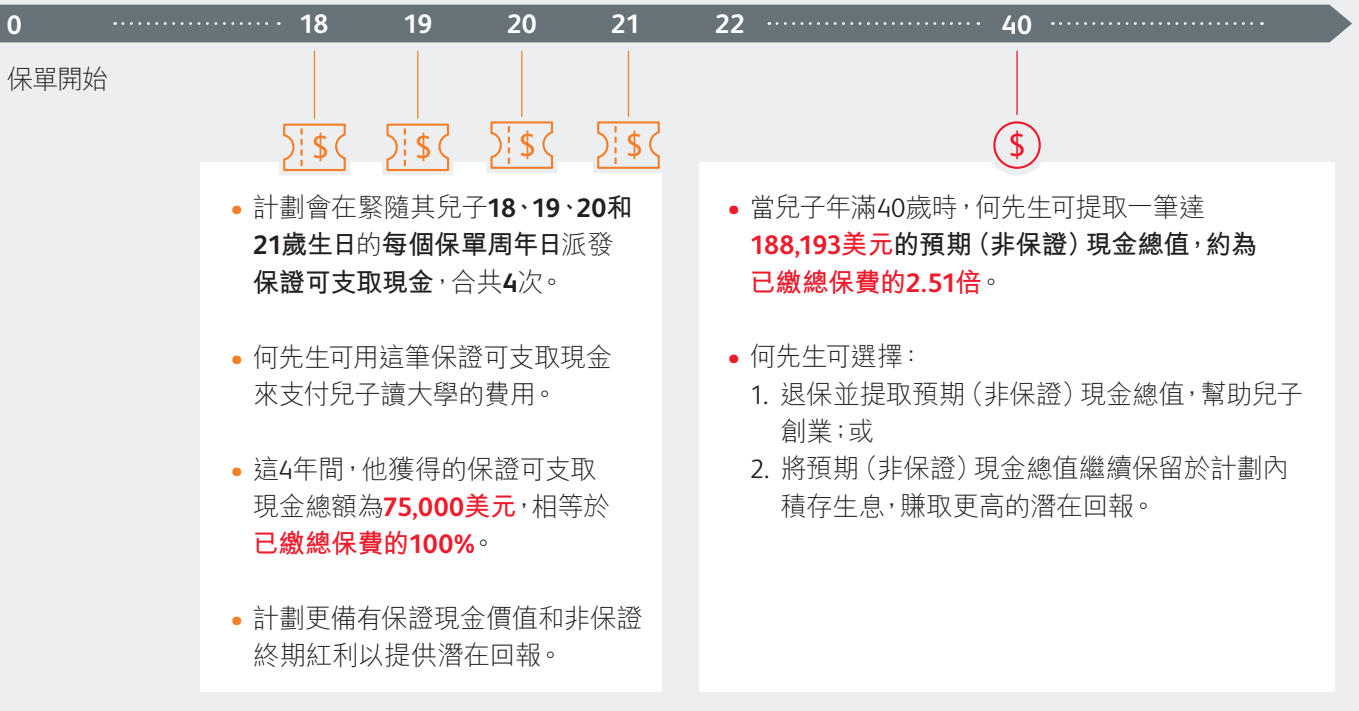 0 18 19 20 21 22 40
保單開始
$ $ $ $ $
• 計劃會在緊隨其兒子18、19、20和
21歲生日的每個保單周年日派發
保證可支取現金，合共4次。
• 何先生可用這筆保證可支取現金
來支付兒子讀大學的費用。
• 這4年間，他獲得的保證可支取
現金總額為75,000美元，相等於
已繳總保費的100%。
• 計劃更備有保證現金價值和非保證
終期紅利以提供潛在回報。
• 當兒子年滿40歲時，何先生可提取一筆達
188,193美元的預期（非保證）現金總值，約為
已繳總保費的2.51倍。
• 何先生可選擇：
1. 退保並提取預期（非保證）現金總值，幫助兒子
創業；或
2. 將預期（非保證）現金總值繼續保留於計劃內
積存生息，賺取更高的潛在回報。